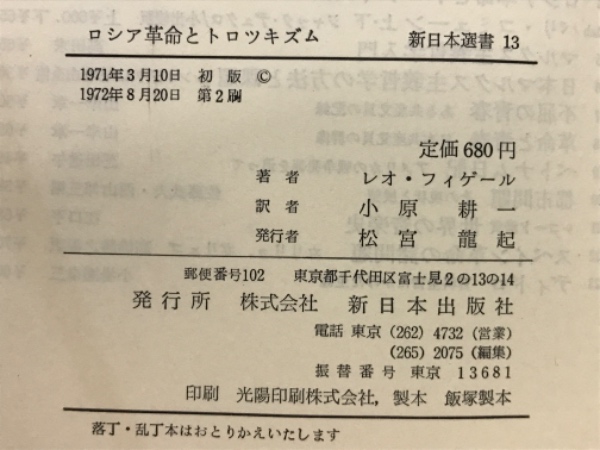 ロシア革命とトロツキズム 新日本選書 13
1971年3月10日 初版 ©
1972年8月20日 第2刷
定価 680円
著者 レオ・フィゲール
訳者 小原耕一
発行者 松宮龍起
郵便番号102 東京都千代田区富士見2の13の14
発行所 株式会社 新日本出版社
電話 東京 (262) 4732 (営業)
(265) 2075 (編集)
振替番号 東京 13681
印刷 光陽印刷株式会社, 製本 飯塚製本
落丁・乱丁本はおとりかえいたします